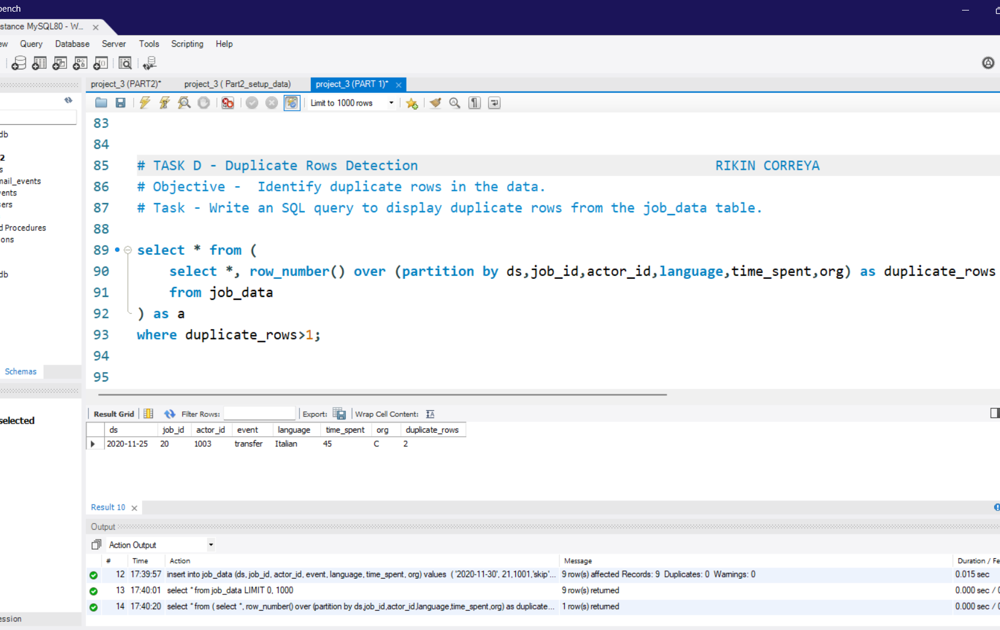 bench
stance MySQL80 - W...
ew Query Database Server Tools Scripting Help
project_3 (PART2)* project_3 ( Part2_setup_data) project_3 (PART 1)*
Limit to 1000 rows
db
2
s
mail_events
vents
sers
d Procedures
ons
db
Schemas
selected
ession
83
84
85 # TASK D - Duplicate Rows Detection RIKIN CORREYA
86 # Objective -  Identify duplicate rows in the data.
87 # Task - Write an SQL query to display duplicate rows from the job_data table.
88
89 select * from (
90 select *, row_number() over (partition by ds,job_id,actor_id,language,time_spent,org) as duplicate_rows
91 from job_data
92 ) as a
93 where duplicate_rows>1;
94
95
Result Grid Filter Rows: Export: Wrap Cell Content:
ds job_id actor_id event language time_spent org duplicate_rows
2020-11-25 20 1003 transfer Italian 45 C 2
Result 10
Output
Action Output
# Time Action Message Duration / Fe
12 17:39:57 insert into job_data (ds, job_id, actor_id, event, language, time_spent, org) values ( '2020-11-30', 21,1001,'skip'... 9 row(s) affected Records: 9 Duplicates: 0 Warnings: 0 0.015 sec
13 17:40:01 select * from job_data LIMIT 0, 1000 9 row(s) returned 0.000 sec / 0
14 17:40:20 select * from ( select *, row_number() over (partition by ds,job_id,actor_id,language,time_spent,org) as duplicate... 1 row(s) returned 0.000 sec / 0